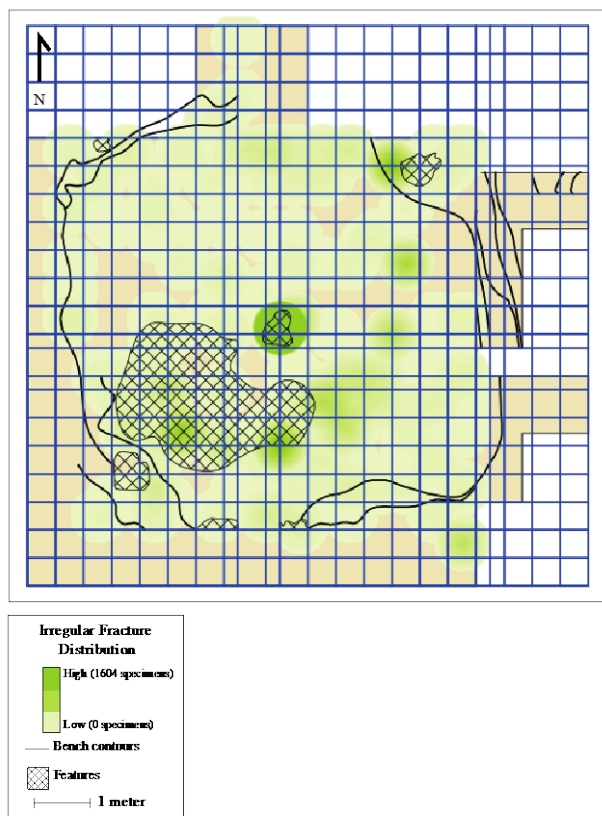 N
Irregular Fracture
Distribution
High (1604 specimens)
Low (0 specimens)
Bench contours
Features
1 meter